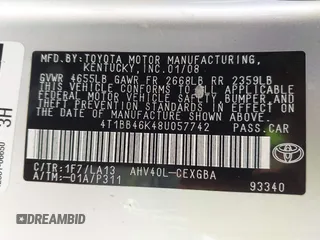 MFD.BY:TOYOTA MOTOR MANUFACTURING,
KENTUCKY,INC.01/08
GVWR 4655LB GAWR FR 2668LB RR 2359LB
THIS VEHICLE CONFORMS TO ALL APPLICABLE
FEDERAL MOTOR VEHICLE SAFETY, BUMPER, AND
THEFT PREVENTION STANDARDS IN EFFECT ON
THE DATE OF MANUFACTURE SHOWN ABOVE.
4T1BB46K48U057742 PASS.CAR
C/TR:1F7/LA13 AHV40L-CEXGBA
A/TM:-01A/P311 93340
TOYOTA
3H
DREAMBID